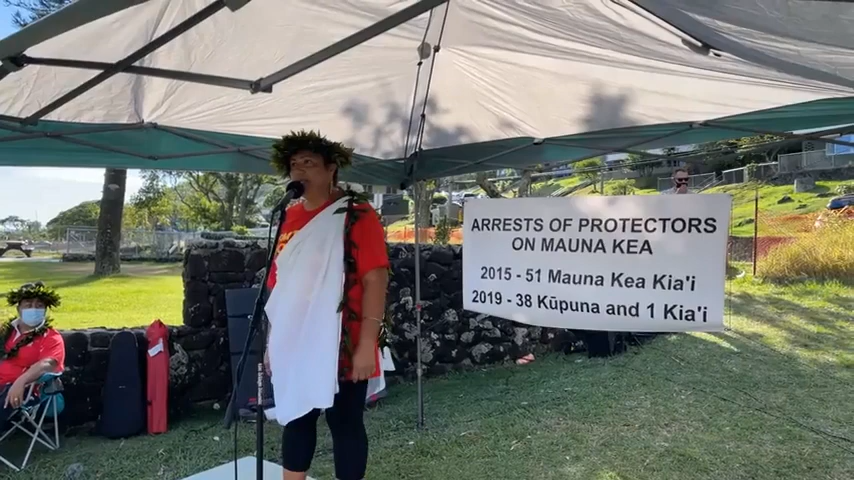 ARRESTS OF PROTECTORS
ON MAUNA KEA
2015 - 51 Mauna Kea Kia'i
2019 - 38 Kūpuna and 1 Kia'i